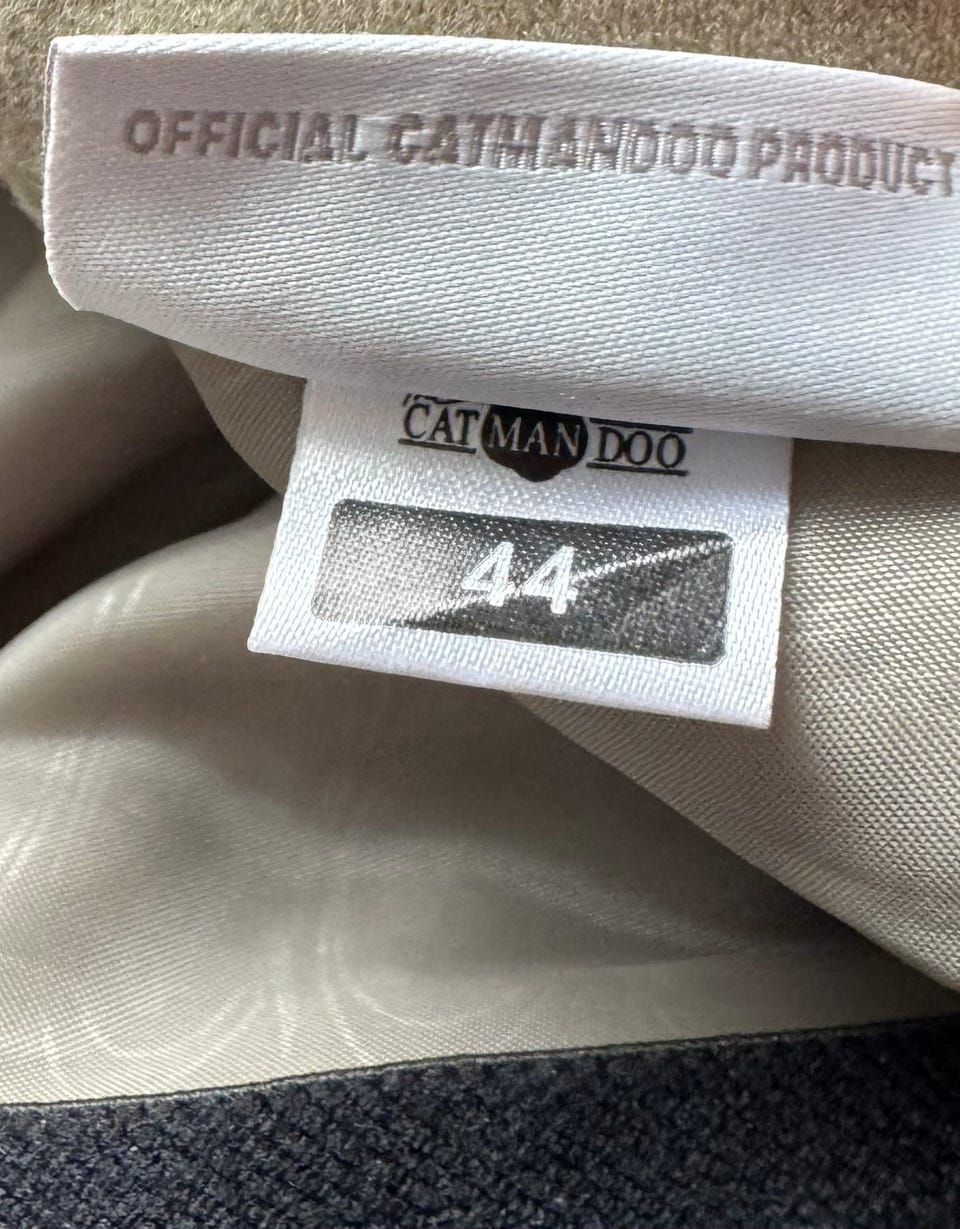 OFFICIAL CATMANDOO PRODUCT
CAT MAN DOO
44